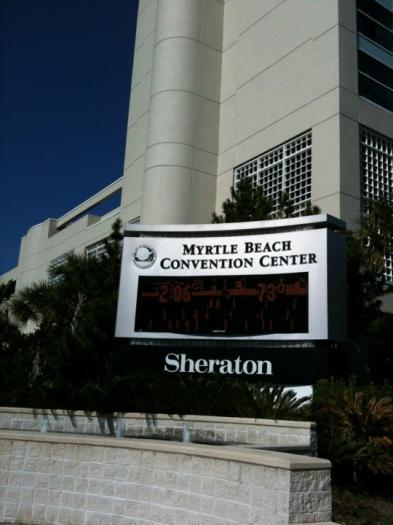 MYRTLE BEACH
CONVENTION CENTER
2:06 73°
Sheraton